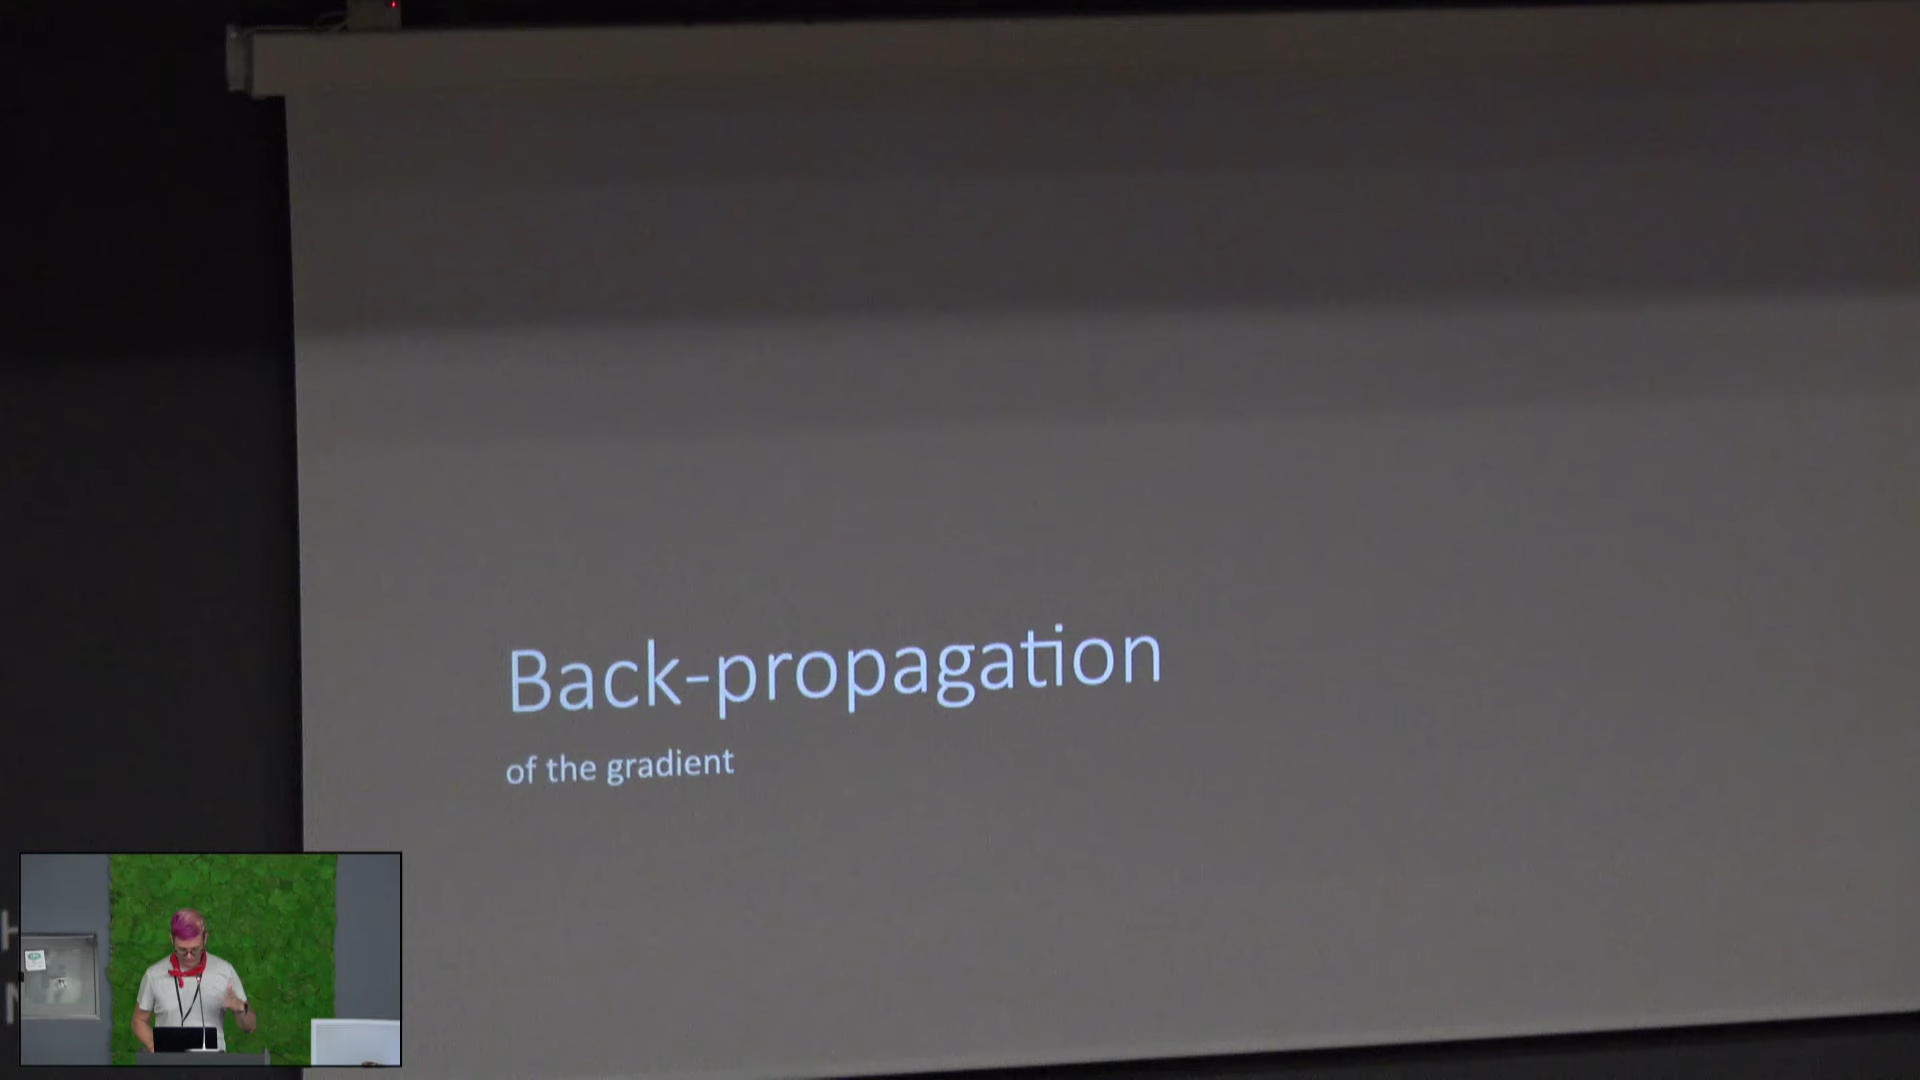 Back-propagation
of the gradient